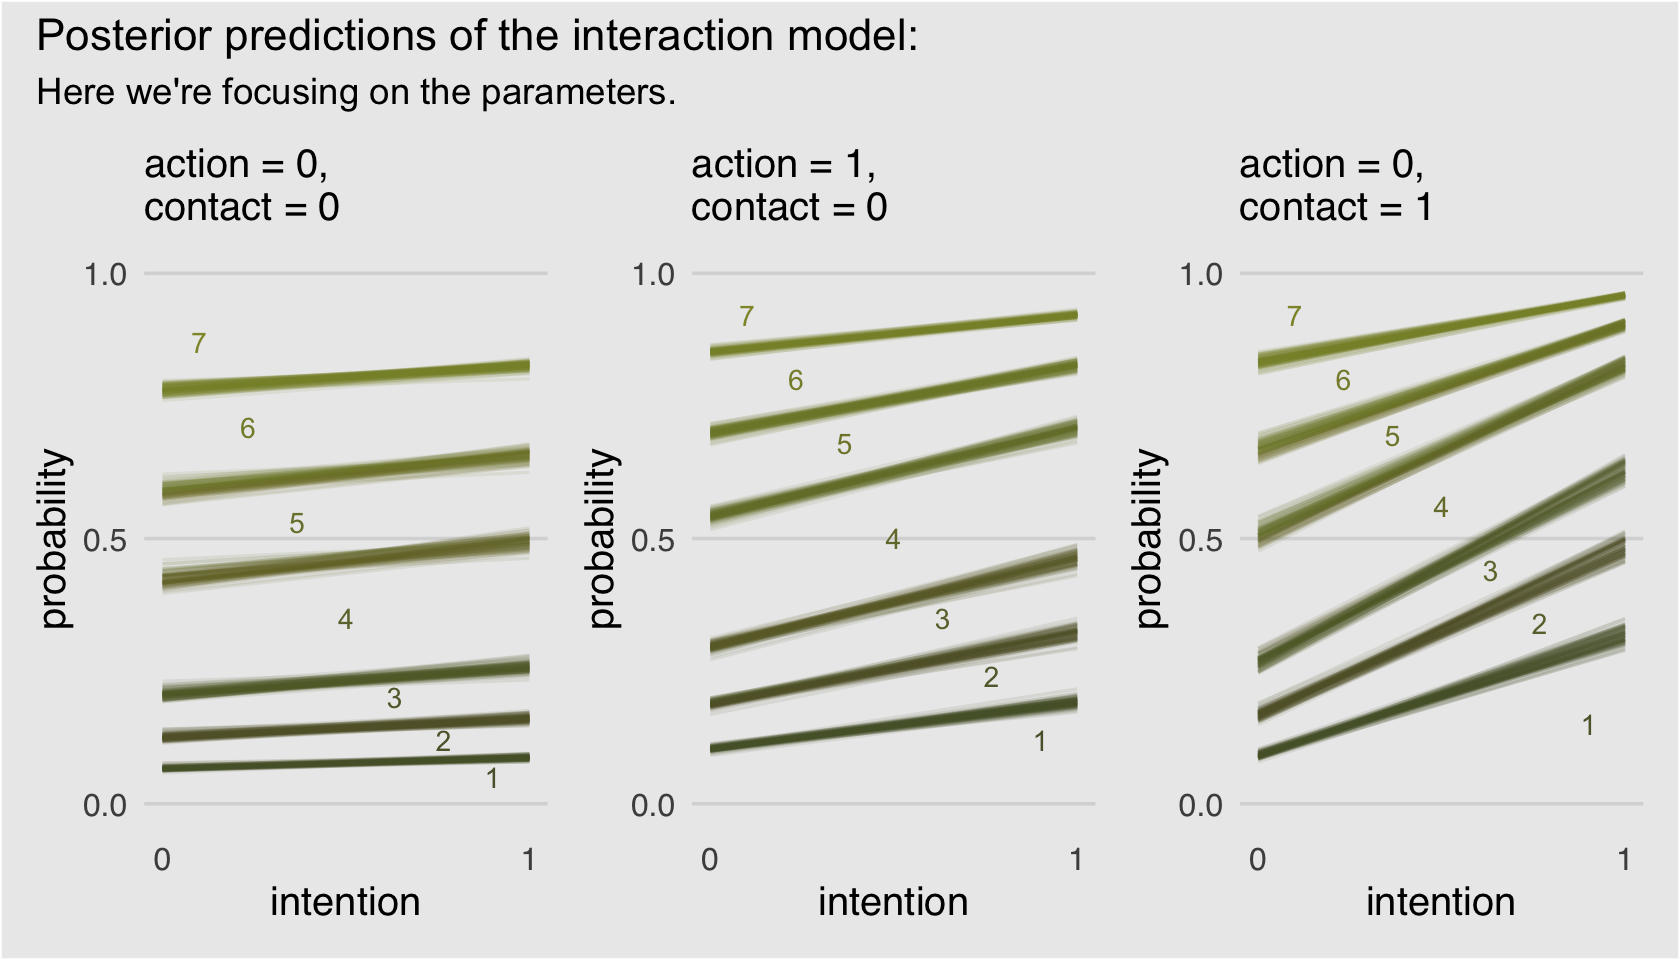 Posterior predictions of the interaction model:
Here we're focusing on the parameters.
action = 0,
contact = 0
1.0
7
6
5
0.5
4
3
2
1
0.0
0
1
intention
probability
action = 1,
contact = 0
1.0
7
6
5
4
0.5
3
2
1
0.0
0
1
intention
probability
action = 0,
contact = 1
1.0
7
6
5
4
0.5
3
2
1
0.0
0
1
intention
probability